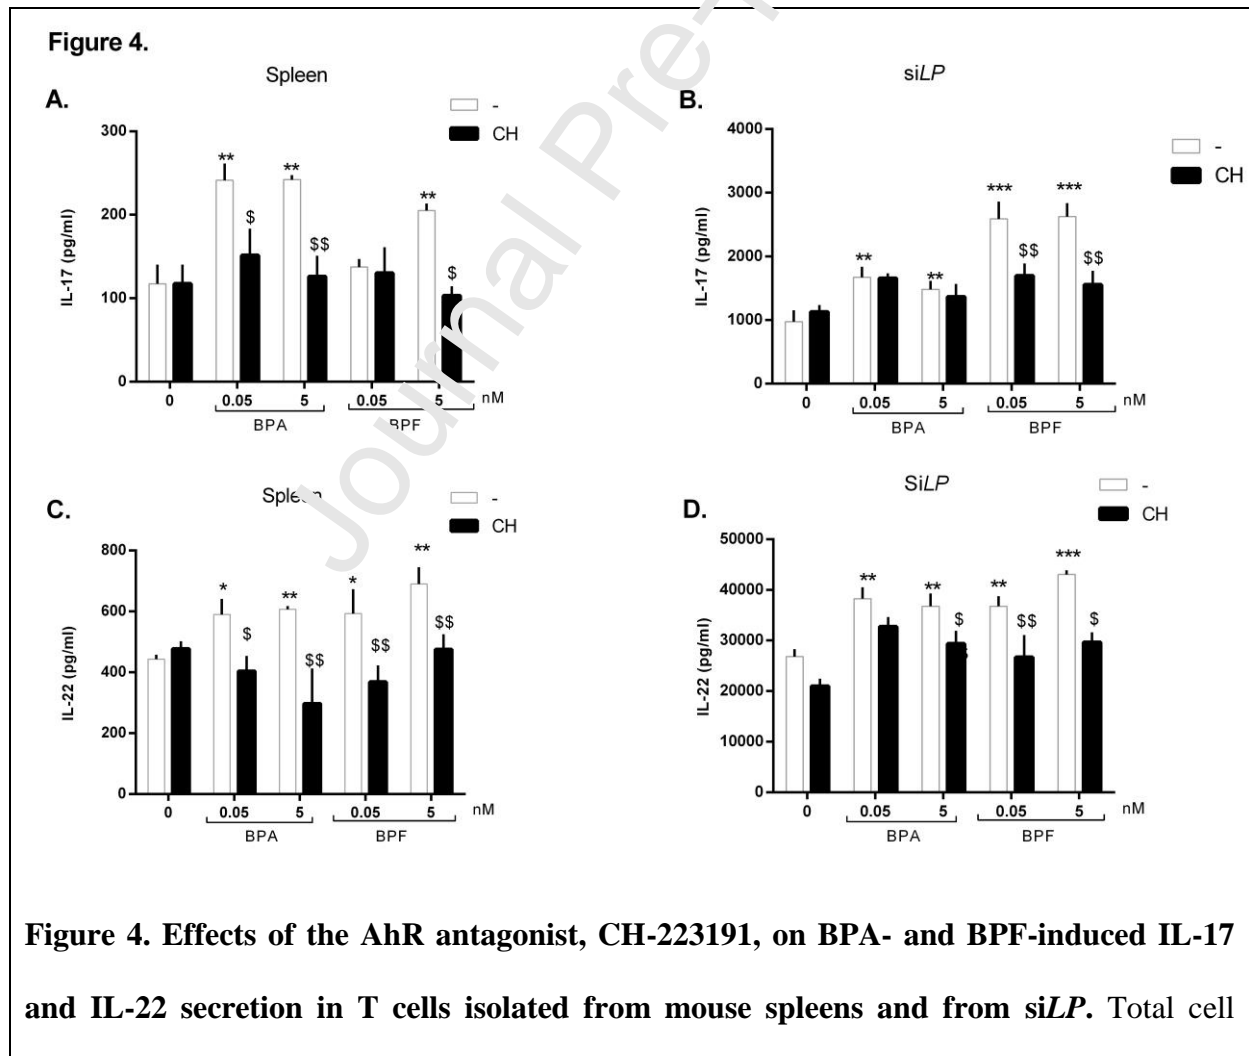 Figure 4.
Spleen
A.
-
CH
300
200
100
0
IL-17 (pg/ml)
**
$
**
$$
**
$
0
0.05
5
0.05
5
nM
BPA
BPF
siLP
B.
-
CH
4000
3000
2000
1000
0
IL-17 (pg/ml)
**
**
***
$$
***
$$
0
0.05
5
0.05
5
nM
BPA
BPF
Spleen
C.
-
CH
800
600
400
200
0
IL-22 (pg/ml)
*
$
**
$$
*
$$
**
$$
0
0.05
5
0.05
5
nM
BPA
BPF
SiLP
D.
-
CH
50000
40000
30000
20000
10000
0
IL-22 (pg/ml)
**
**
$
**
$$
***
$
0
0.05
5
0.05
5
nM
BPA
BPF
Journal Pre-
Figure 4. Effects of the AhR antagonist, CH-223191, on BPA- and BPF-induced IL-17
and IL-22 secretion in T cells isolated from mouse spleens and from siLP. Total cell